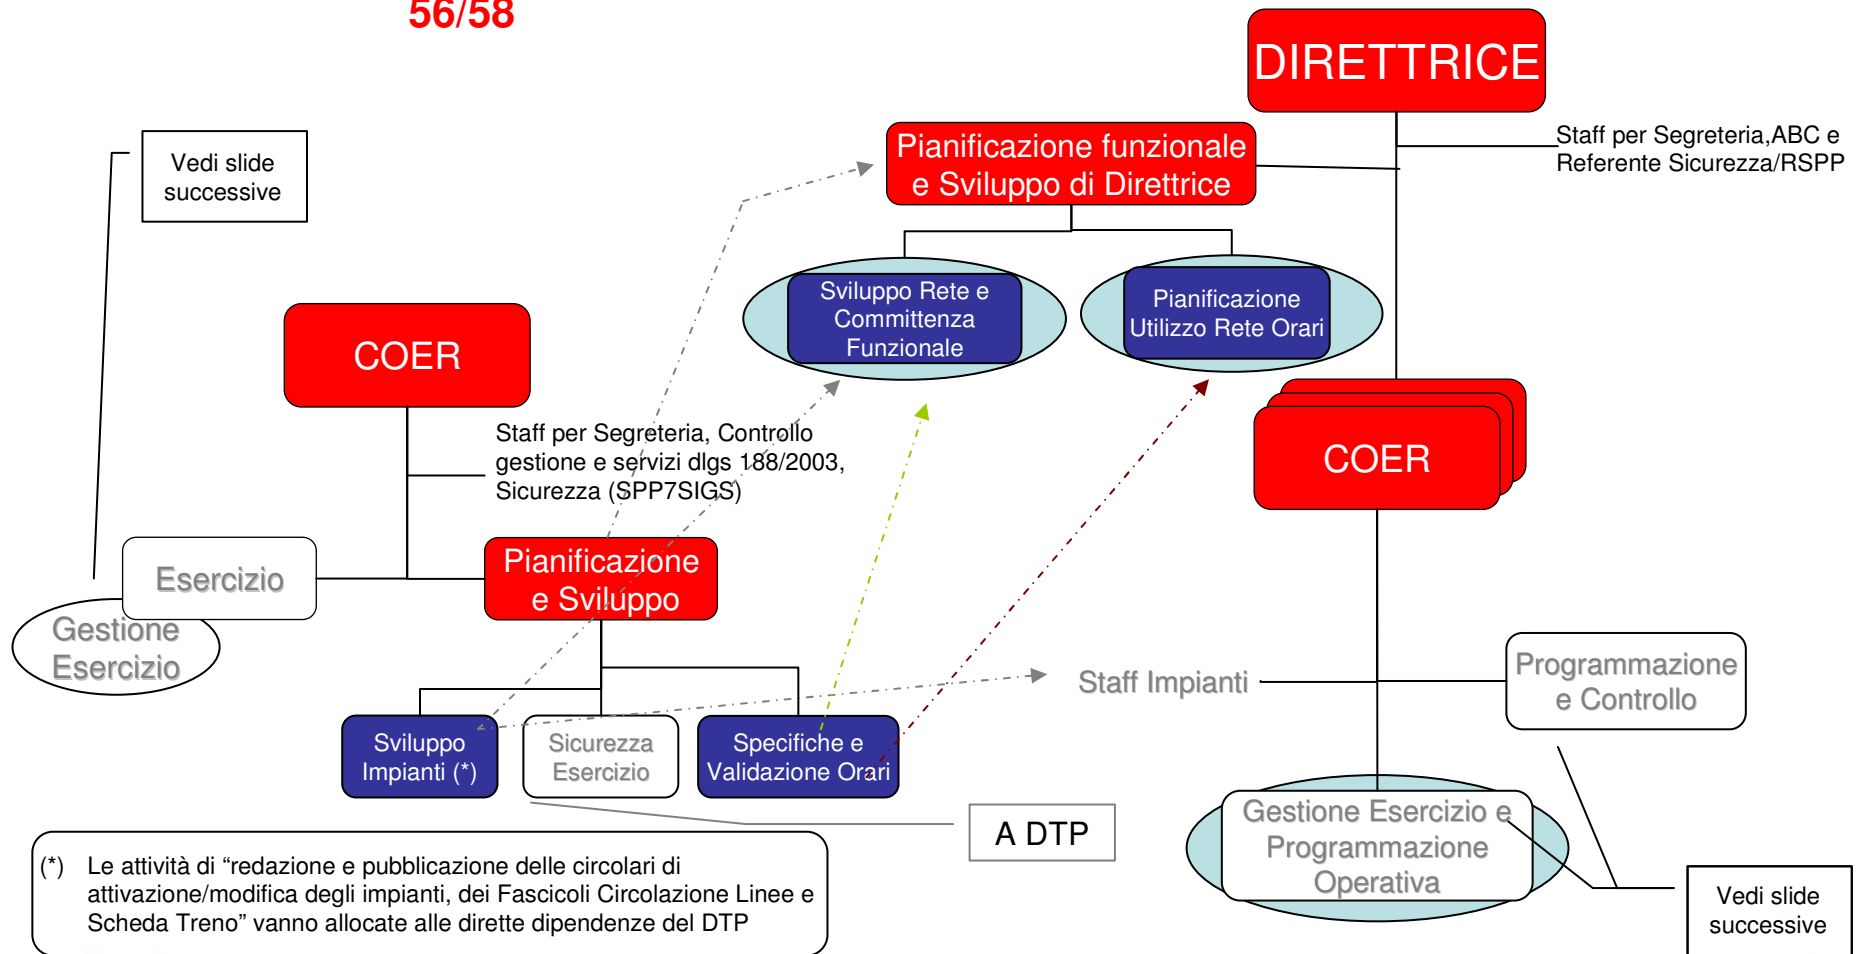 56/58
DIRETTRICE
Staff per Segreteria,ABC e
Referente Sicurezza/RSPP
Pianificazione funzionale
e Sviluppo di Direttrice
Vedi slide
successive
Sviluppo Rete e
Committenza
Funzionale
Pianificazione
Utilizzo Rete Orari
COER
Staff per Segreteria, Controllo
gestione e servizi dlgs 188/2003,
Sicurezza (SPP7SIGS)
COER
Esercizio
Gestione
Esercizio
Pianificazione
e Sviluppo
Staff Impianti
Programmazione
e Controllo
Sviluppo
Impianti (*)
Sicurezza
Esercizio
Specifiche e
Validazione Orari
A DTP
Gestione Esercizio e
Programmazione
Operativa
(*) Le attività di “redazione e pubblicazione delle circolari di
attivazione/modifica degli impianti, dei Fascicoli Circolazione Linee e
Scheda Treno” vanno allocate alle dirette dipendenze del DTP
Vedi slide
successive